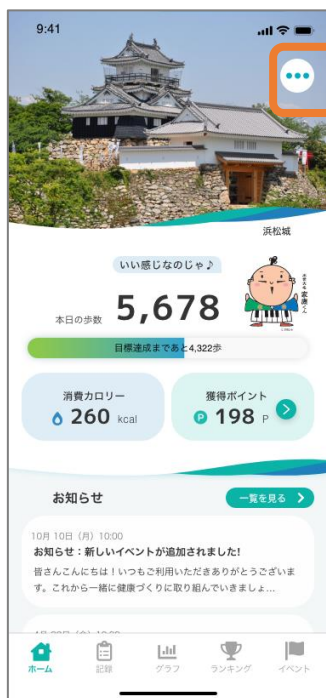 9:41
浜松城
いい感じなのじゃ♪
本日の歩数 5,678
家康くん
目標達成まであと4,322歩
消費カロリー
260 kcal
獲得ポイント
P 198 P
お知らせ
一覧を見る
10月 10日（月）10:00
お知らせ：新しいイベントが追加されました!
皆さんこんにちは！いつもご利用いただきありがとうございま
す。これから一緒に健康づくりに取り組んでいきましょ...
ホーム
記録
グラフ
ランキング
イベント